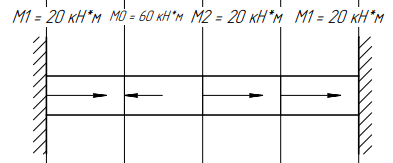 M1 = 20 кН*м M0 = 60 кН*м M2 = 20 кН*м M1 = 20 кН*м